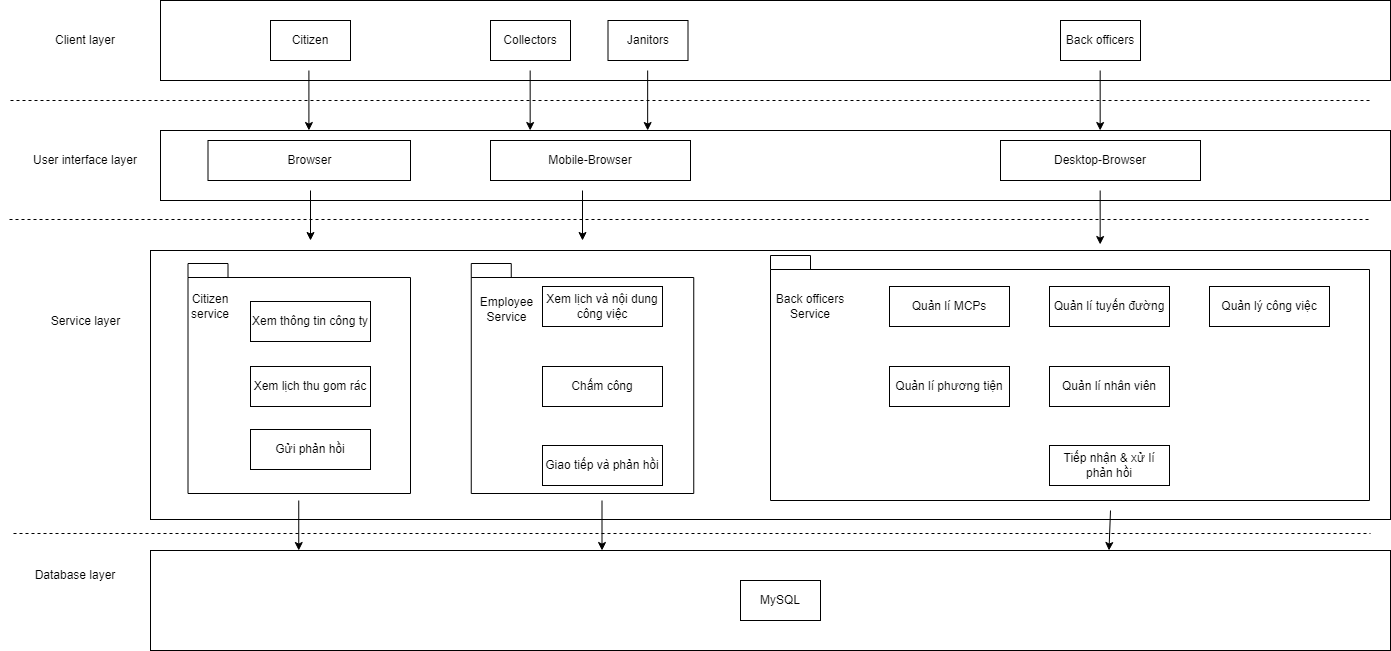 Client layer
Citizen
Collectors
Janitors
Back officers
User interface layer
Browser
Mobile-Browser
Desktop-Browser
Service layer
Citizen
service
Xem thông tin công ty
Xem lịch thu gom rác
Gửi phản hồi
Employee
Service
Xem lịch và nội dung
công việc
Chấm công
Giao tiếp và phản hồi
Back officers
Service
Quản lí MCPs
Quản lí tuyến đường
Quản lý công việc
Quản lí phương tiện
Quản lí nhân viên
Tiếp nhận & xử lí
phản hồi
Database layer
MySQL